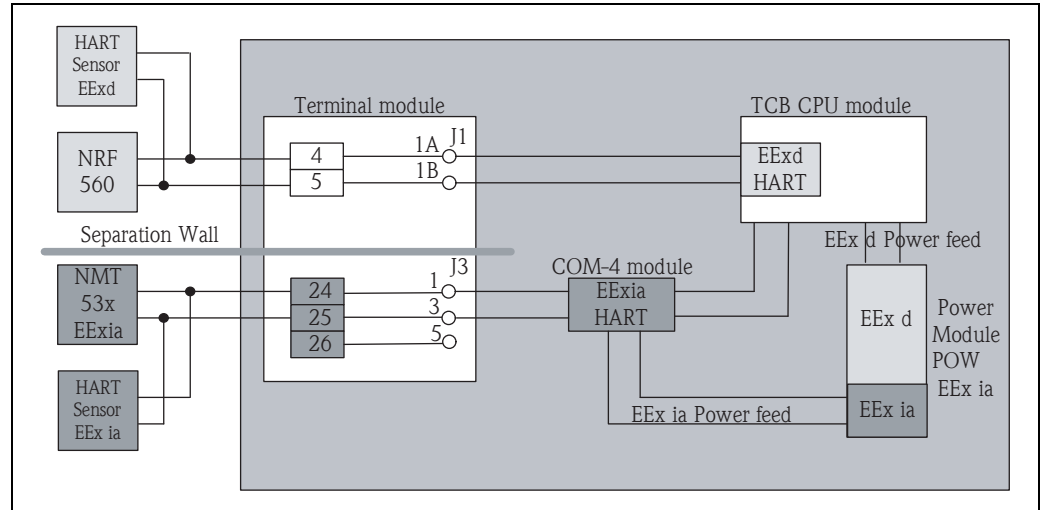 HART
Sensor
EExd
Terminal module
TCB CPU module
NRF
560
4
5
1A
1B
J1
EExd
HART
Separation Wall
EEx d Power feed
NMT
53x
EExia
24
25
26
J3
1
3
5
COM-4 module
EExia
HART
EEx d
Power
Module
POW
EEx ia
EEx ia
EEx ia Power feed
HART
Sensor
EEx ia